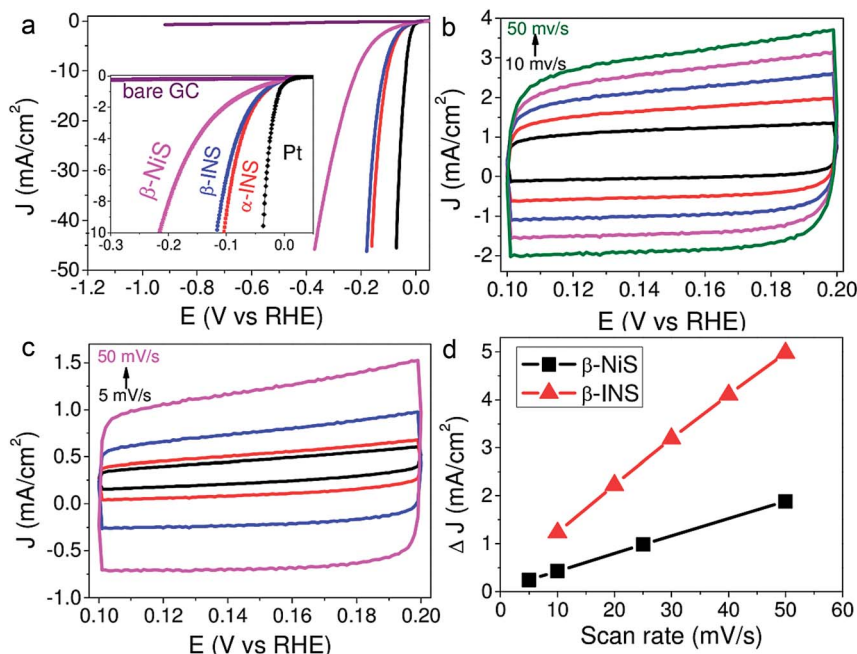 a
0
-10
-20
-30
-40
-50
J (mA/cm²)
bare GC
β-NiS
β-INS
α-INS
Pt
0
-2
-4
-6
-8
-10
-0.3 -0.2 -0.1 0.0
-1.2 -1.0 -0.8 -0.6 -0.4 -0.2 0.0
E (V vs RHE)
b
50 mv/s
10 mv/s
4
3
2
1
0
-1
-2
J (mA/cm²)
0.10 0.12 0.14 0.16 0.18 0.20
E (V vs RHE)
c
50 mV/s
5 mV/s
1.5
1.0
0.5
0.0
-0.5
-1.0
J (mA/cm²)
0.10 0.12 0.14 0.16 0.18 0.20
E (V vs RHE)
d
β-NiS
β-INS
5
4
3
2
1
0
Δ J (mA/cm²)
0 10 20 30 40 50 60
Scan rate (mV/s)